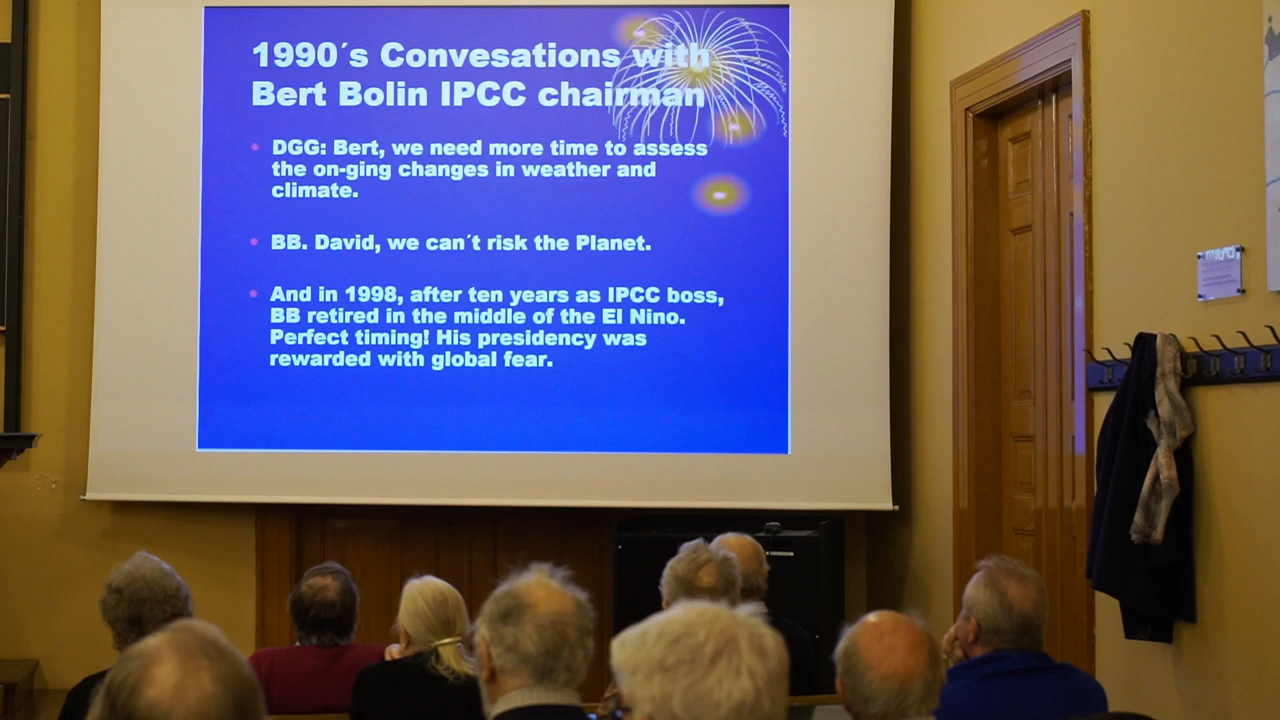 1990´s Convesations with
Bert Bolin IPCC chairman
• DGG: Bert, we need more time to assess
the on-ging changes in weather and
climate.
• BB. David, we can´t risk the Planet.
• And in 1998, after ten years as IPCC boss,
BB retired in the middle of the El Nino.
Perfect timing! His presidency was
rewarded with global fear.